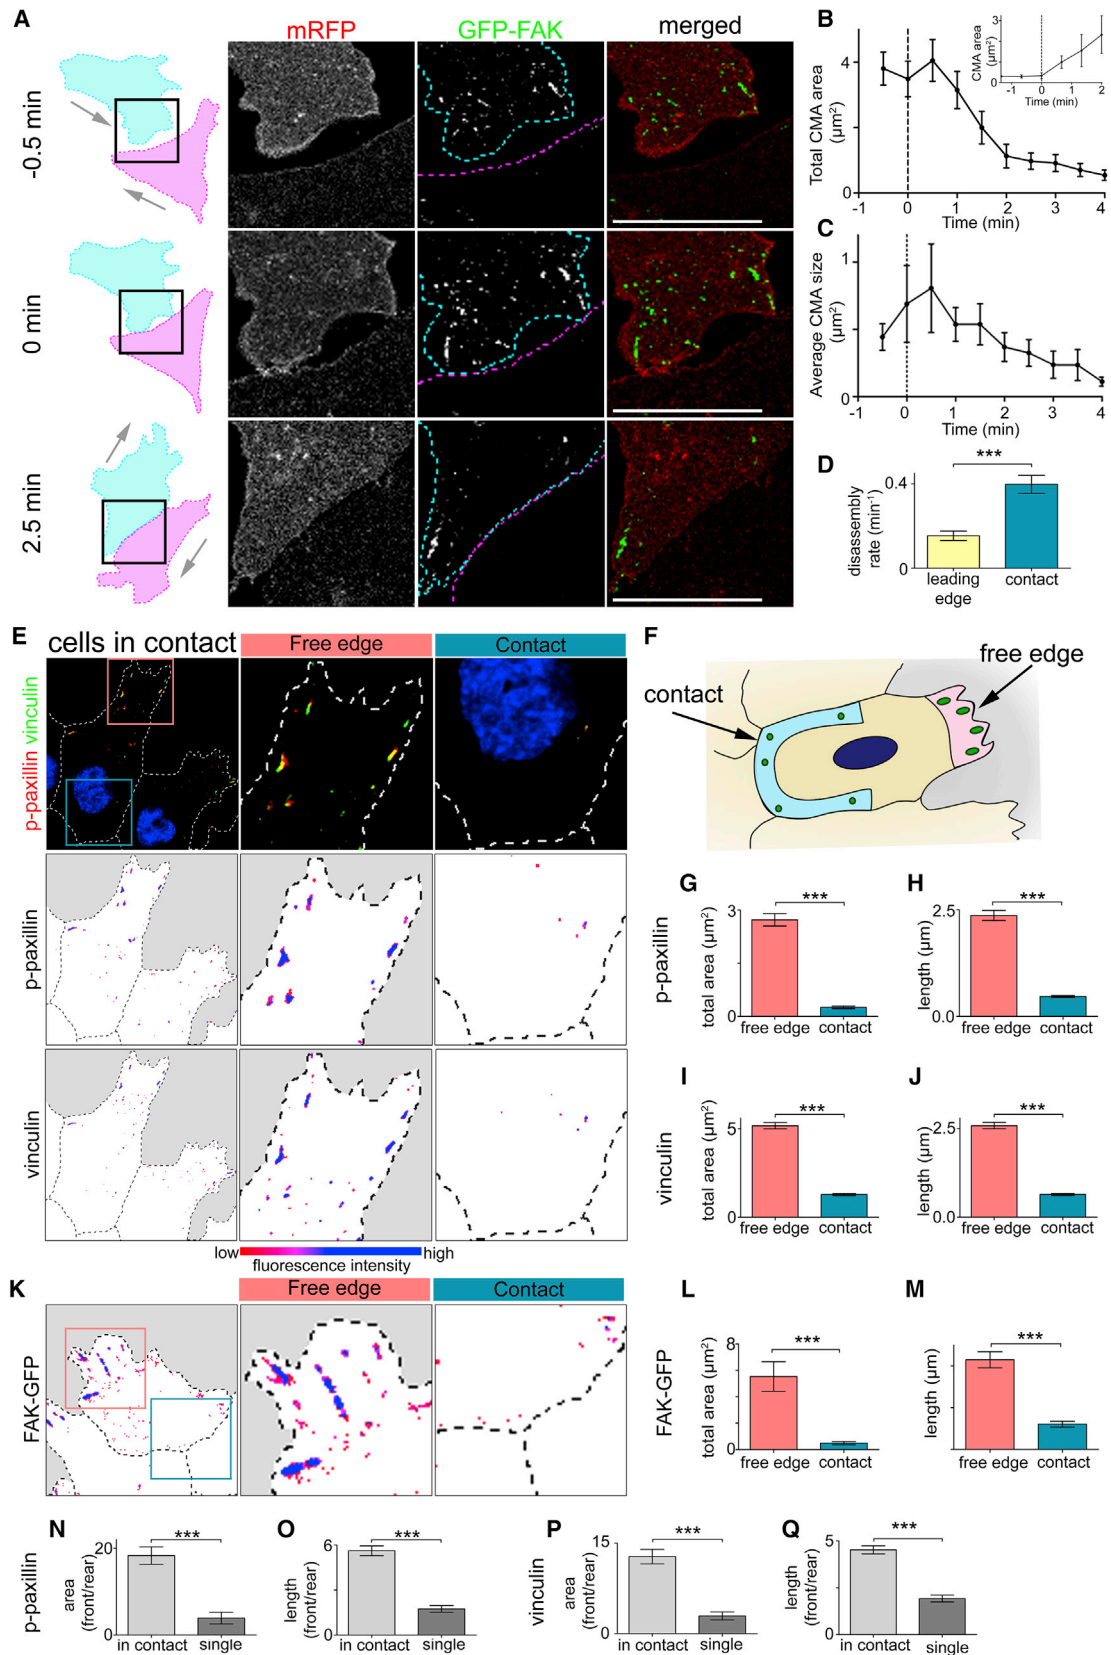 A
mRFP
GFP-FAK
merged
-0.5 min
0 min
2.5 min
B
Total CMA area
(μm²)
4
2
0
-1
0
1
2
3
4
Time (min)
CMA area
(μm²)
3
0
-1
0
1
2
Time (min)
C
Average CMA size
(μm²)
1
0
-1
0
1
2
3
4
Time (min)
D
disassembly
rate (min⁻¹)
0.4
0
***
leading
edge
contact
E
cells in contact
Free edge
Contact
p-paxillin vinculin
p-paxillin
vinculin
low
high
fluorescence intensity
F
contact
free edge
G
p-paxillin
total area (μm²)
3
0
***
free edge
contact
H
length (μm)
2.5
0.0
***
free edge
contact
I
vinculin
total area (μm²)
5
0
***
free edge
contact
J
length (μm)
2.5
0.0
***
free edge
contact
K
Free edge
Contact
FAK-GFP
L
FAK-GFP
total area (μm²)
8
4
0
***
free edge
contact
M
length (μm)
***
free edge
contact
N
p-paxillin
area
(front/rear)
20
0
***
in contact
single
O
length
(front/rear)
6
0
***
in contact
single
P
vinculin
area
(front/rear)
15
0
***
in contact
single
Q
length
(front/rear)
5
0
***
in contact
single